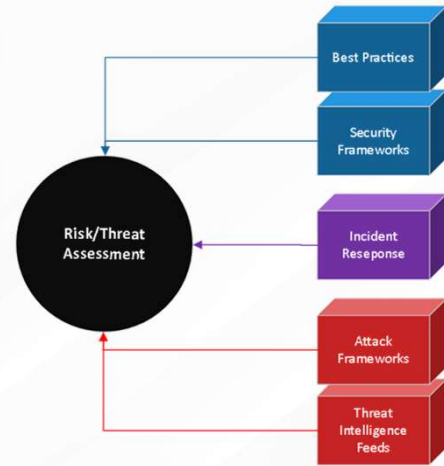 Best Practices
Security
Frameworks
Risk/Threat
Assessment
Incident
Reseponse
Attack
Frameworks
Threat
Intelligence
Feeds